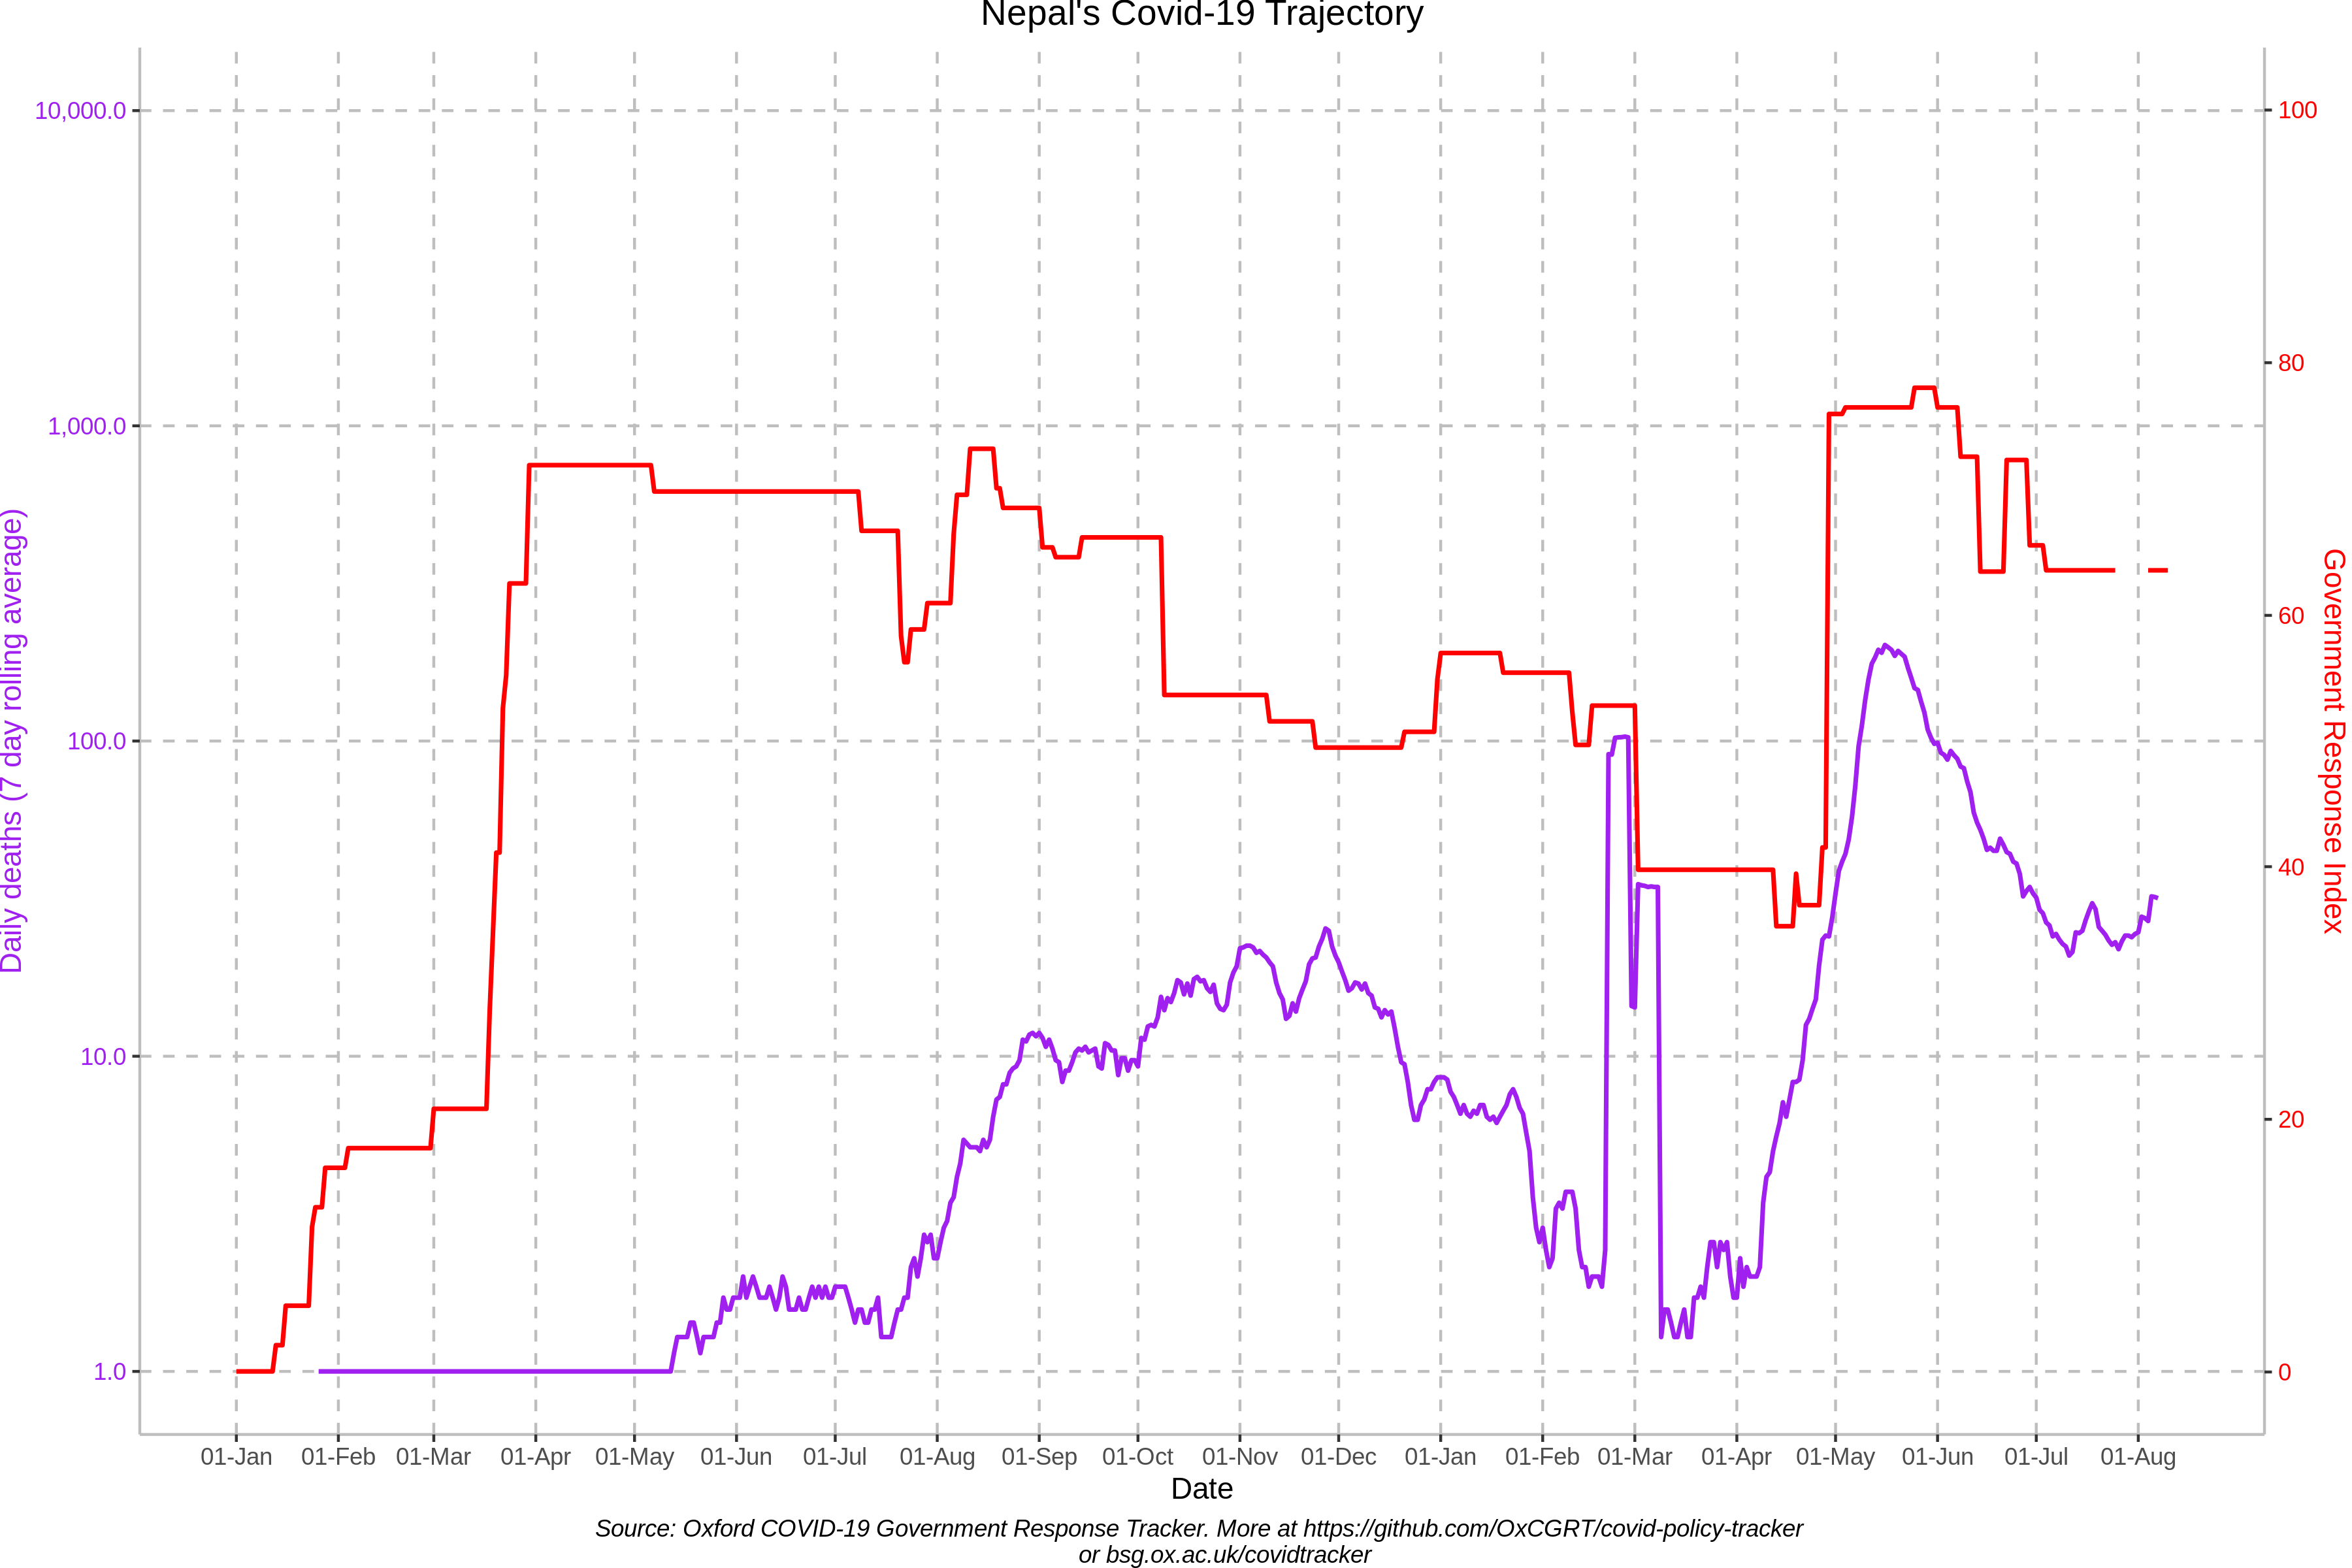 Nepal's Covid-19 Trajectory
10,000.0
1,000.0
100.0
10.0
1.0
Daily deaths (7 day rolling average)
100
80
60
40
20
0
Government Response Index
01-Jan 01-Feb 01-Mar 01-Apr 01-May 01-Jun 01-Jul 01-Aug 01-Sep 01-Oct 01-Nov 01-Dec 01-Jan 01-Feb 01-Mar 01-Apr 01-May 01-Jun 01-Jul 01-Aug
Date
Source: Oxford COVID-19 Government Response Tracker. More at https://github.com/OxCGRT/covid-policy-tracker
or bsg.ox.ac.uk/covidtracker